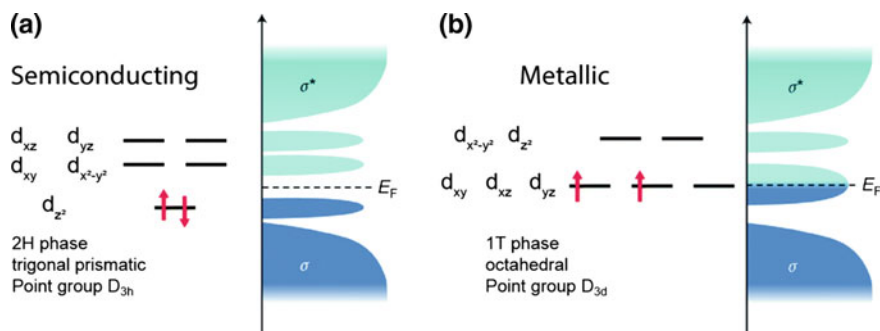 (a)
Semiconducting
d_xz d_yz
d_xy d_x²-y²
d_z²
2H phase
trigonal prismatic
Point group D_3h
σ*
E_F
σ
(b)
Metallic
d_x²-y² d_z²
d_xy d_xz d_yz
1T phase
octahedral
Point group D_3d
σ*
E_F
σ